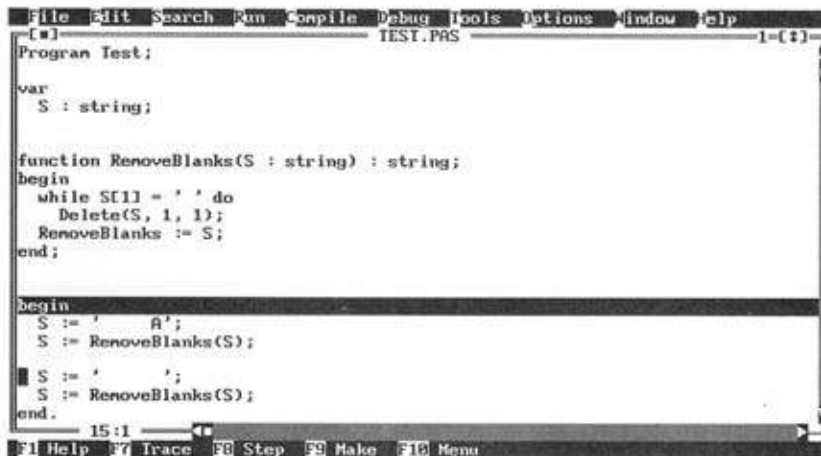 File Edit Search Run Compile Debug Tools Options Window Help
[■] TEST.PAS 1=[↕]
Program Test;
var
  S : string;
function RemoveBlanks(S : string) : string;
begin
  while S[1] = ' ' do
    Delete(S, 1, 1);
  RemoveBlanks := S;
end;
begin
  S := '     A';
  S := RemoveBlanks(S);
  S := '       ';
  S := RemoveBlanks(S);
end.
15:1
F1 Help F7 Trace F8 Step F9 Make F10 Menu